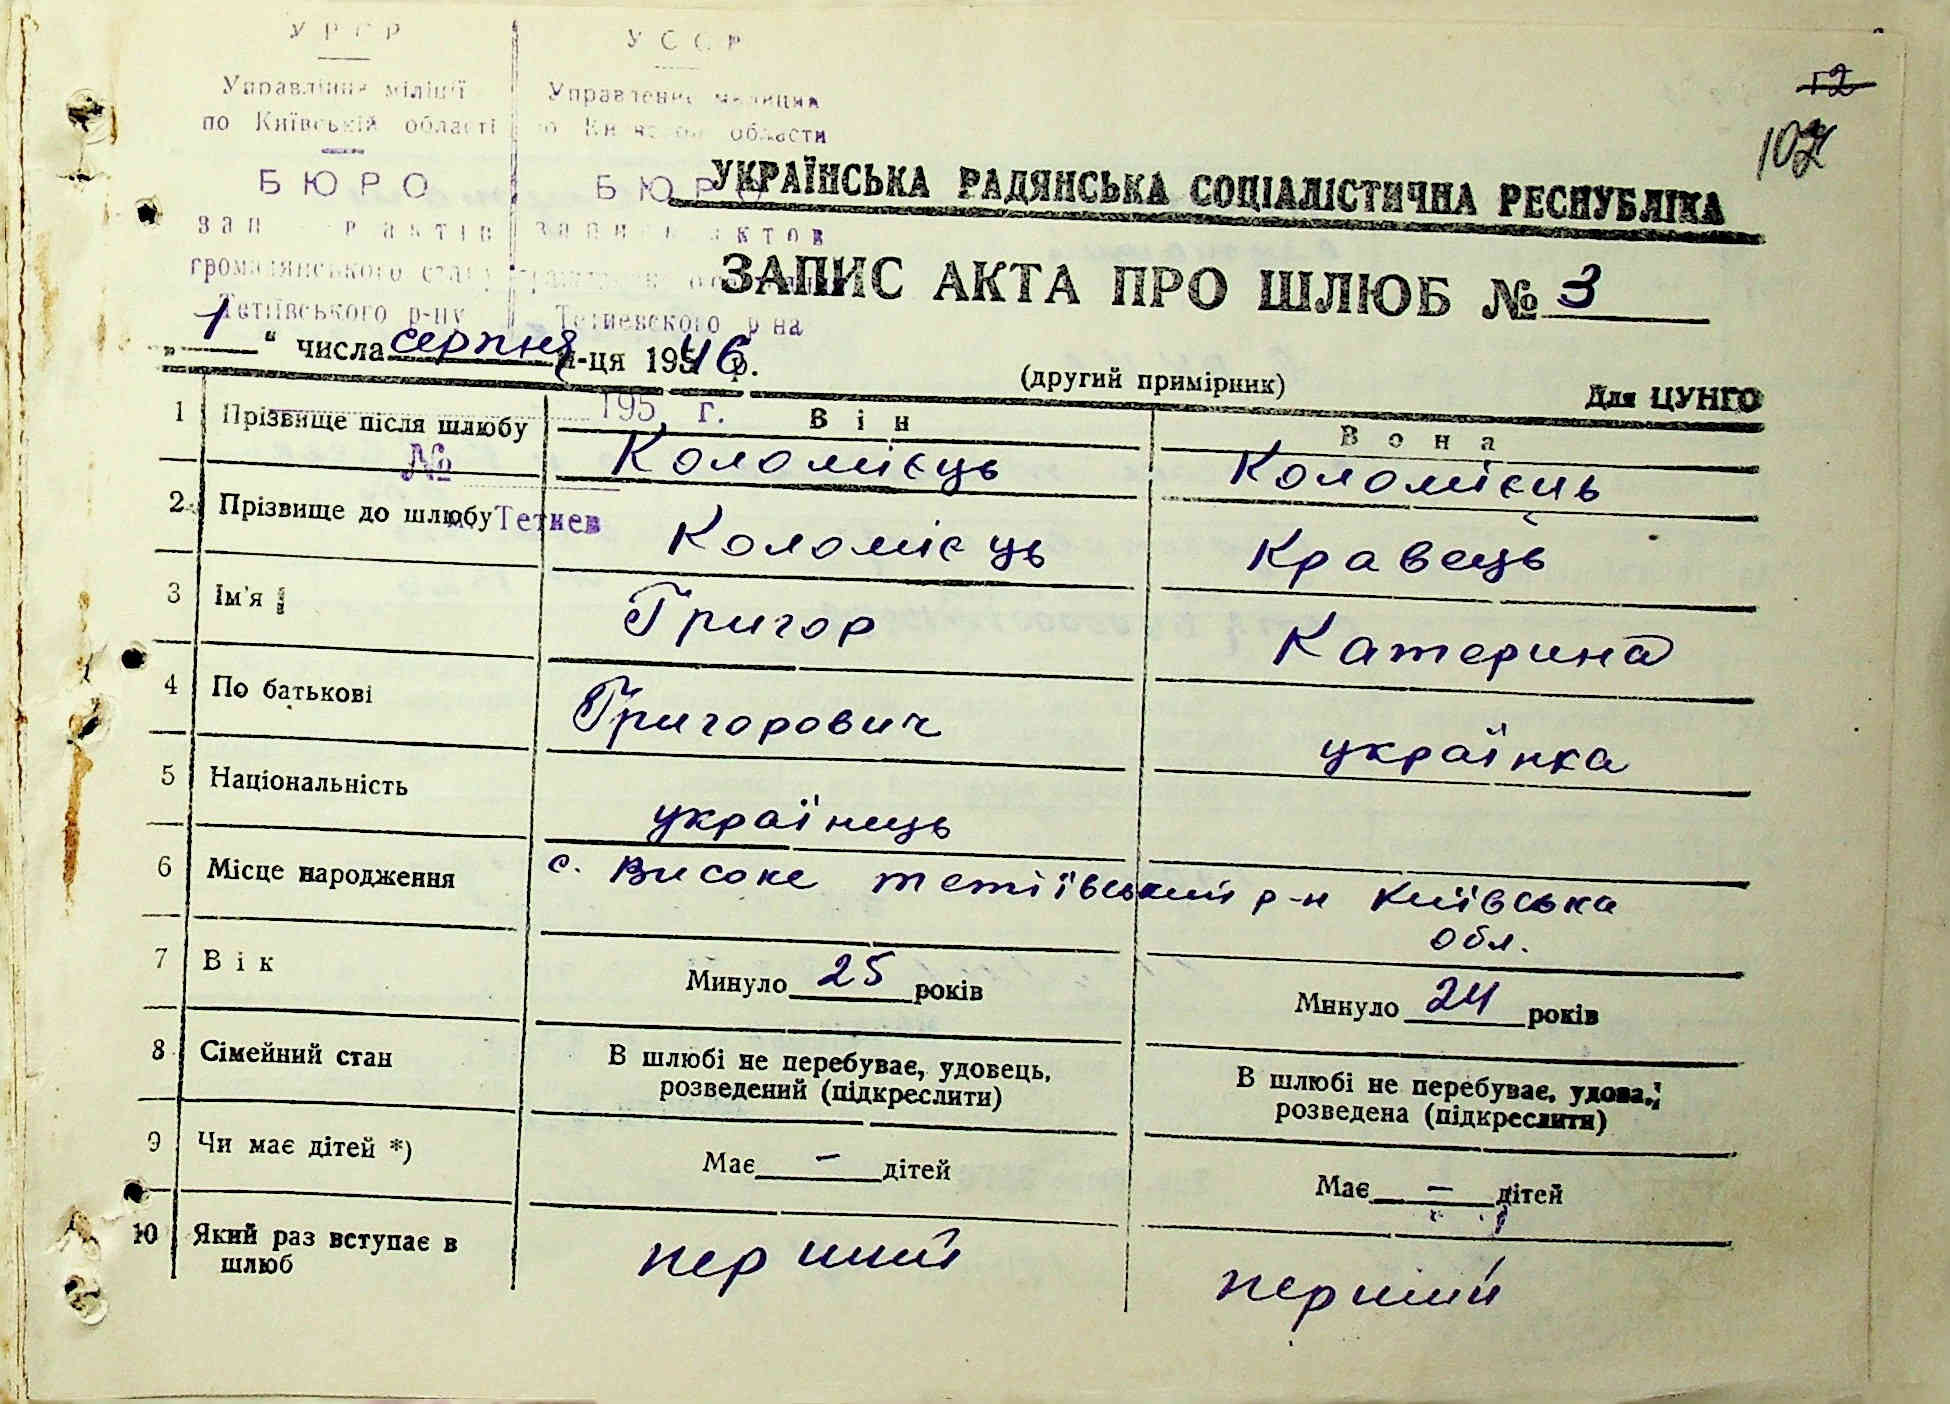 У Р С Р
Управління міліції
по Київській області
БЮРО
зап актів
громадянського стану
Тетіївського р-ну
У С С Р
Управление милиции
по Киевской области
БЮРО
записи актов
Тетиевского р на
195 г.
№
Тетиев
12
102
УКРАЇНСЬКА РАДЯНСЬКА СОЦІАЛІСТИЧНА РЕСПУБЛІКА
ЗАПИС АКТА ПРО ШЛЮБ № 3
„ 1 “ числа серпня м-ця 1946 р.
(другий примірник) Для ЦУНГО
1 Прізвище після шлюбу Він Коломієць Вона Коломієць
2 Прізвище до шлюбу Коломієць Кравець
3 Ім'я Григор Катерина
4 По батькові Григорович українка
5 Національність українець
6 Місце народження с. Високе тетіївський р-н Київська
обл.
7 Вік Минуло 25 років Минуло 24 років
8 Сімейний стан В шлюбі не перебуває, удовець, В шлюбі не перебуває, удова,
розведений (підкреслити) розведена (підкреслити)
9 Чи має дітей *) Має – дітей Має – дітей
10 Який раз вступає в
шлюб перший перший